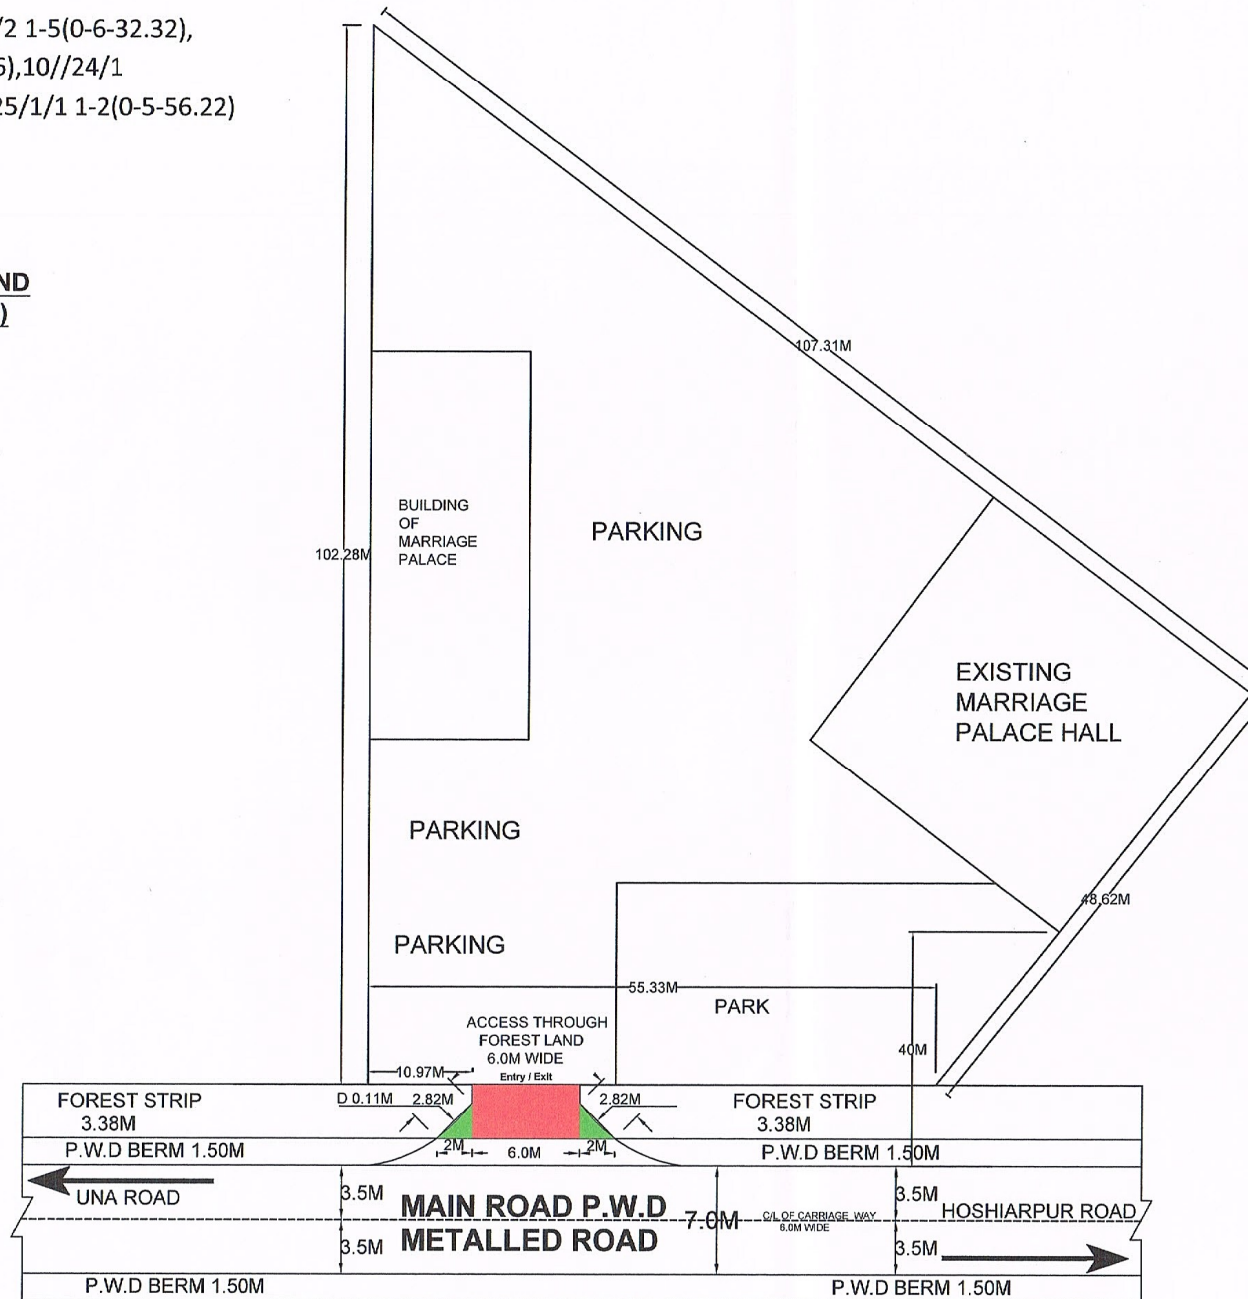 /2 1-5(0-6-32.32),
),10//24/1
25/1/1 1-2(0-5-56.22)
ND
)
107.31M
BUILDING
OF
MARRIAGE
PALACE
PARKING
102.28M
EXISTING
MARRIAGE
PALACE HALL
PARKING
48.62M
PARKING
55.33M
PARK
ACCESS THROUGH
FOREST LAND
6.0M WIDE
Entry / Exit
40M
10.97M
FOREST STRIP
3.38M
D 0.11M
2.82M
2.82M
FOREST STRIP
3.38M
P.W.D BERM 1.50M
2M
6.0M
2M
P.W.D BERM 1.50M
UNA ROAD
3.5M
3.5M
MAIN ROAD P.W.D
METALLED ROAD
7.0M
C/L OF CARRIAGE WAY
6.0M WIDE
3.5M
3.5M
HOSHIARPUR ROAD
P.W.D BERM 1.50M
P.W.D BERM 1.50M